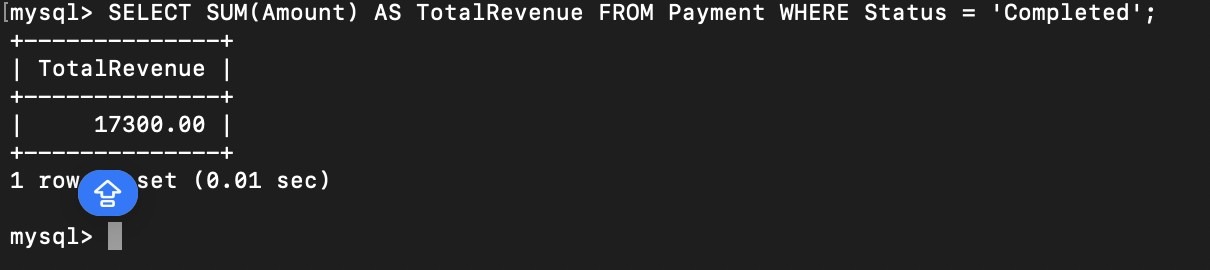 [mysql> SELECT SUM(Amount) AS TotalRevenue FROM Payment WHERE Status = 'Completed';
+--------------+
| TotalRevenue |
+--------------+
|     17300.00 |
+--------------+
1 row set (0.01 sec)
mysql>